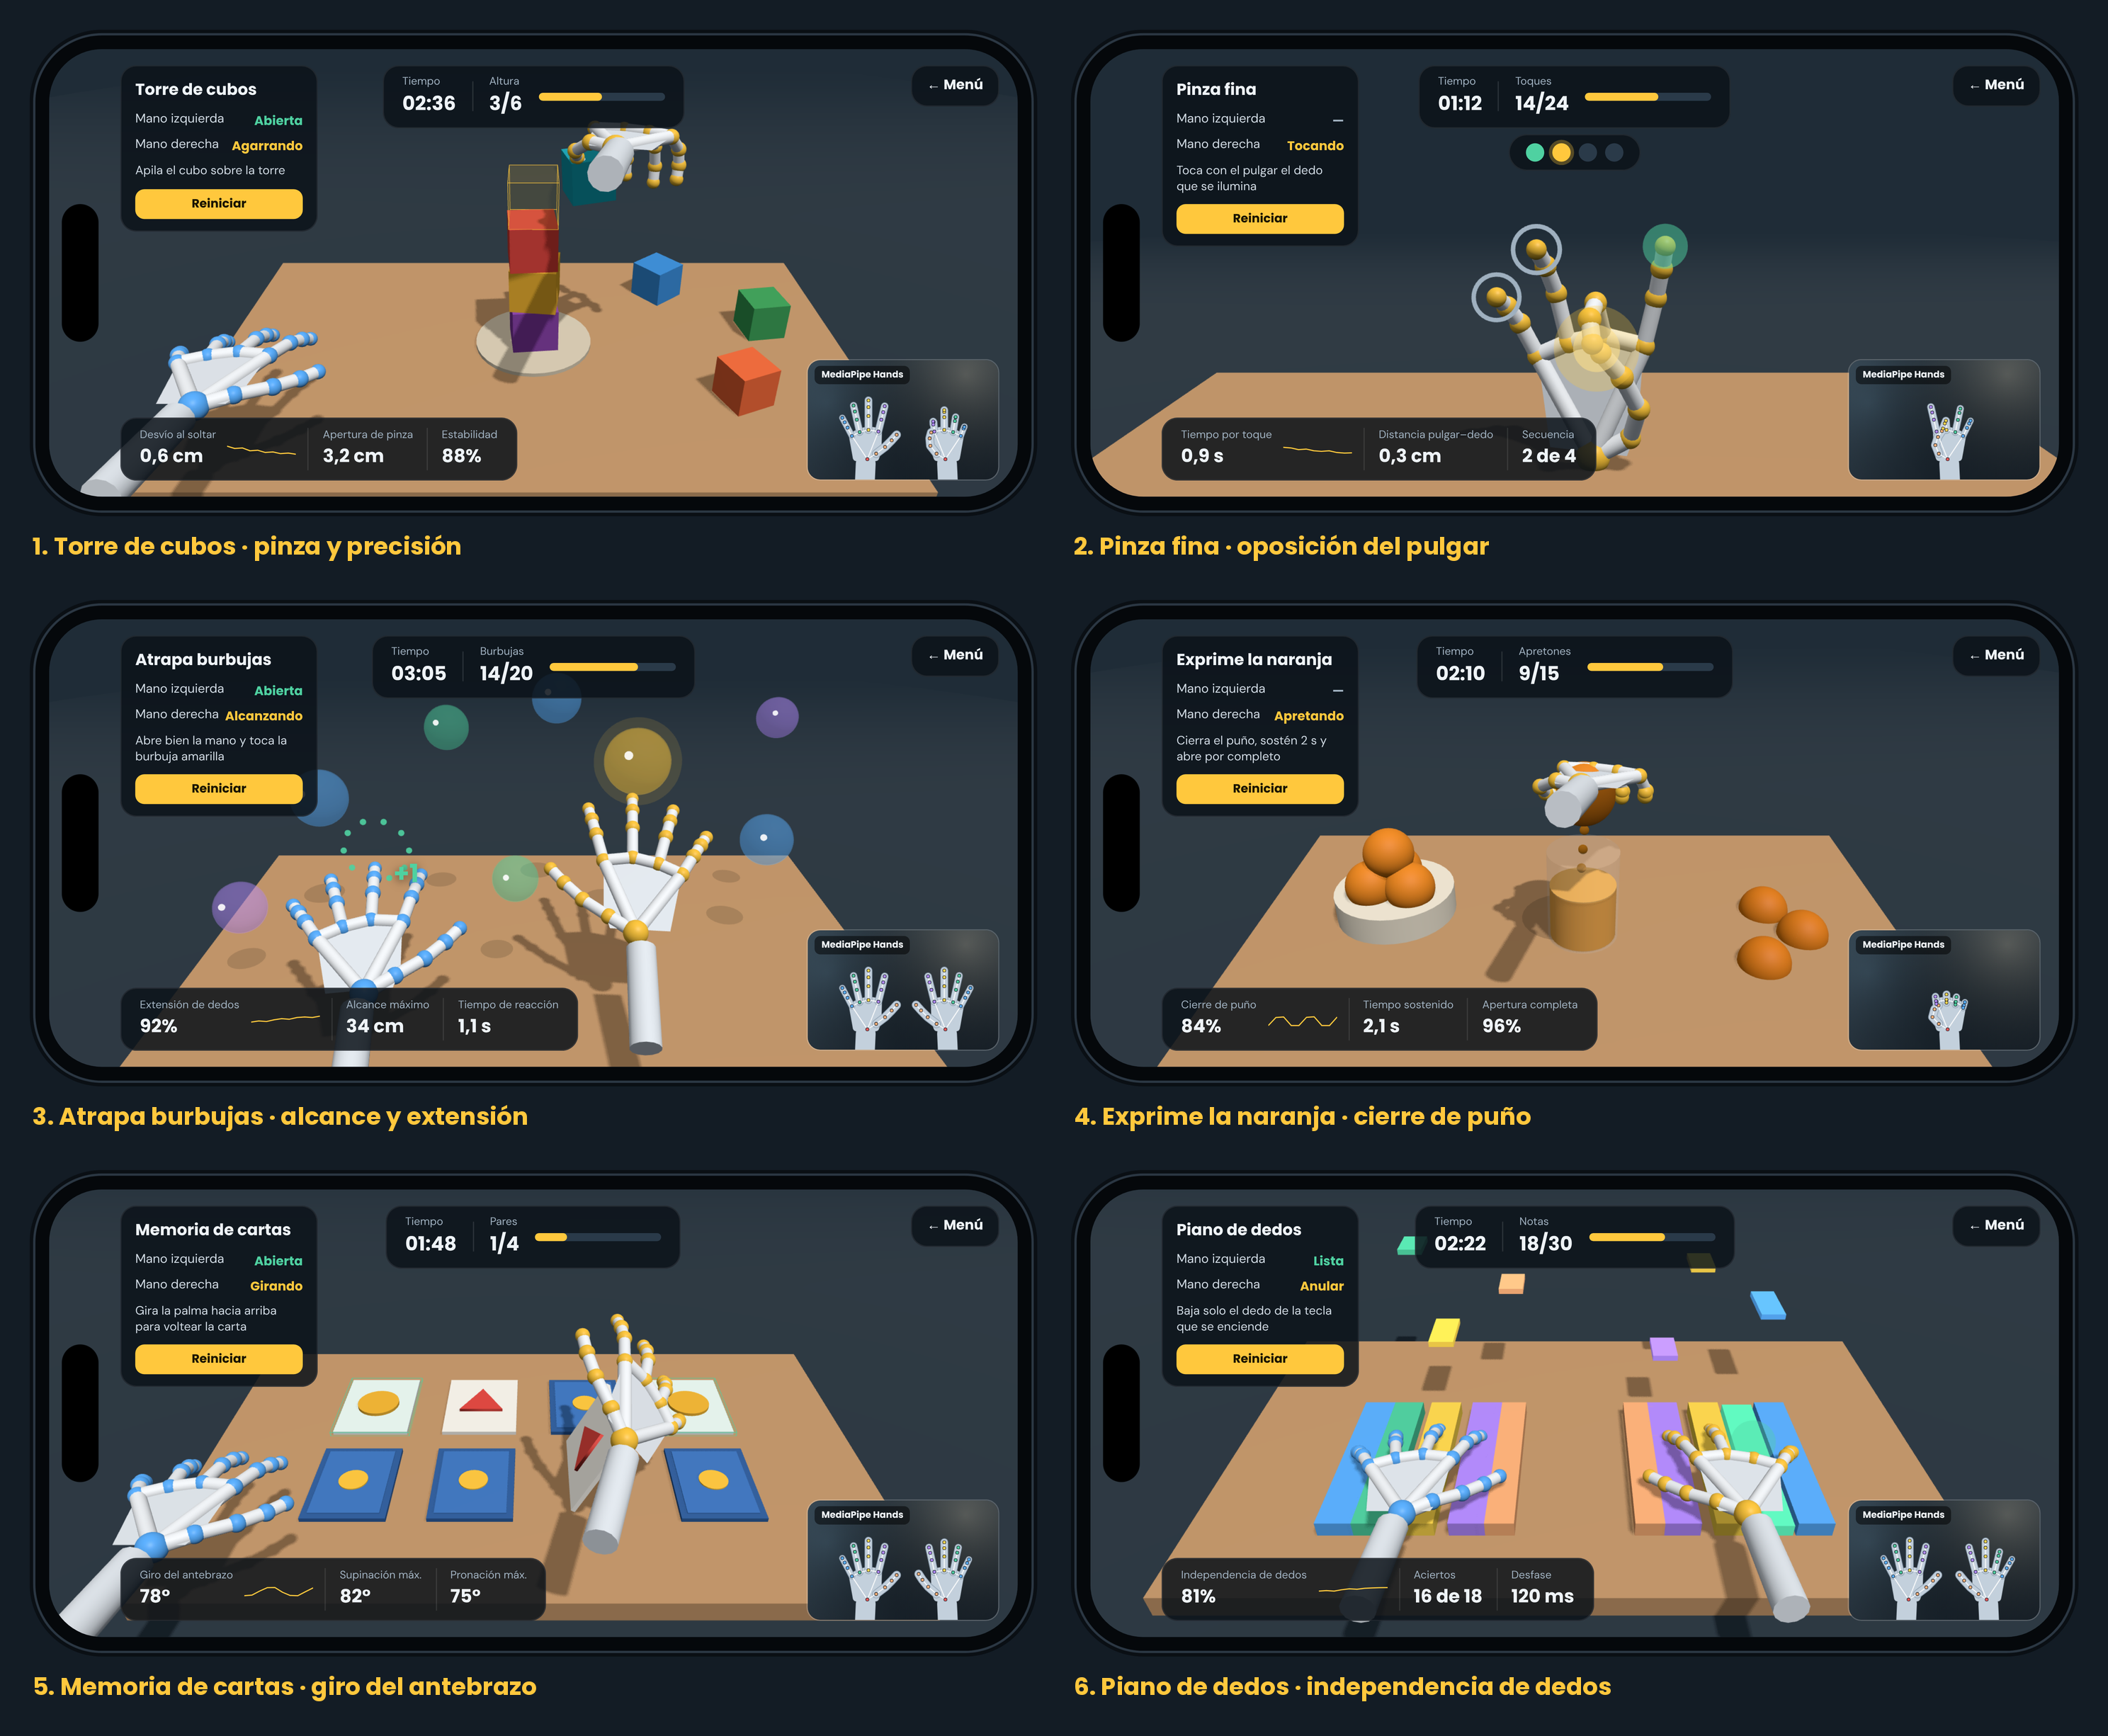 Torre de cubos
Mano izquierda Abierta
Mano derecha Agarrando
Apila el cubo sobre la torre
Reiniciar
Tiempo Altura
02:36 3/6
← Menú
Desvío al soltar Apertura de pinza Estabilidad
0,6 cm 3,2 cm 88%
MediaPipe Hands
1. Torre de cubos · pinza y precisión
Pinza fina
Mano izquierda —
Mano derecha Tocando
Toca con el pulgar el dedo
que se ilumina
Reiniciar
Tiempo Toques
01:12 14/24
← Menú
Tiempo por toque Distancia pulgar–dedo Secuencia
0,9 s 0,3 cm 2 de 4
MediaPipe Hands
2. Pinza fina · oposición del pulgar
Atrapa burbujas
Mano izquierda Abierta
Mano derecha Alcanzando
Abre bien la mano y toca la
burbuja amarilla
Reiniciar
Tiempo Burbujas
03:05 14/20
← Menú
+1
Extensión de dedos Alcance máximo Tiempo de reacción
92% 34 cm 1,1 s
MediaPipe Hands
3. Atrapa burbujas · alcance y extensión
Exprime la naranja
Mano izquierda —
Mano derecha Apretando
Cierra el puño, sostén 2 s y
abre por completo
Reiniciar
Tiempo Apretones
02:10 9/15
← Menú
Cierre de puño Tiempo sostenido Apertura completa
84% 2,1 s 96%
MediaPipe Hands
4. Exprime la naranja · cierre de puño
Memoria de cartas
Mano izquierda Abierta
Mano derecha Girando
Gira la palma hacia arriba
para voltear la carta
Reiniciar
Tiempo Pares
01:48 1/4
← Menú
Giro del antebrazo Supinación máx. Pronación máx.
78° 82° 75°
MediaPipe Hands
5. Memoria de cartas · giro del antebrazo
Piano de dedos
Mano izquierda Lista
Mano derecha Anular
Baja solo el dedo de la tecla
que se enciende
Reiniciar
Tiempo Notas
02:22 18/30
← Menú
Independencia de dedos Aciertos Desfase
81% 16 de 18 120 ms
MediaPipe Hands
6. Piano de dedos · independencia de dedos